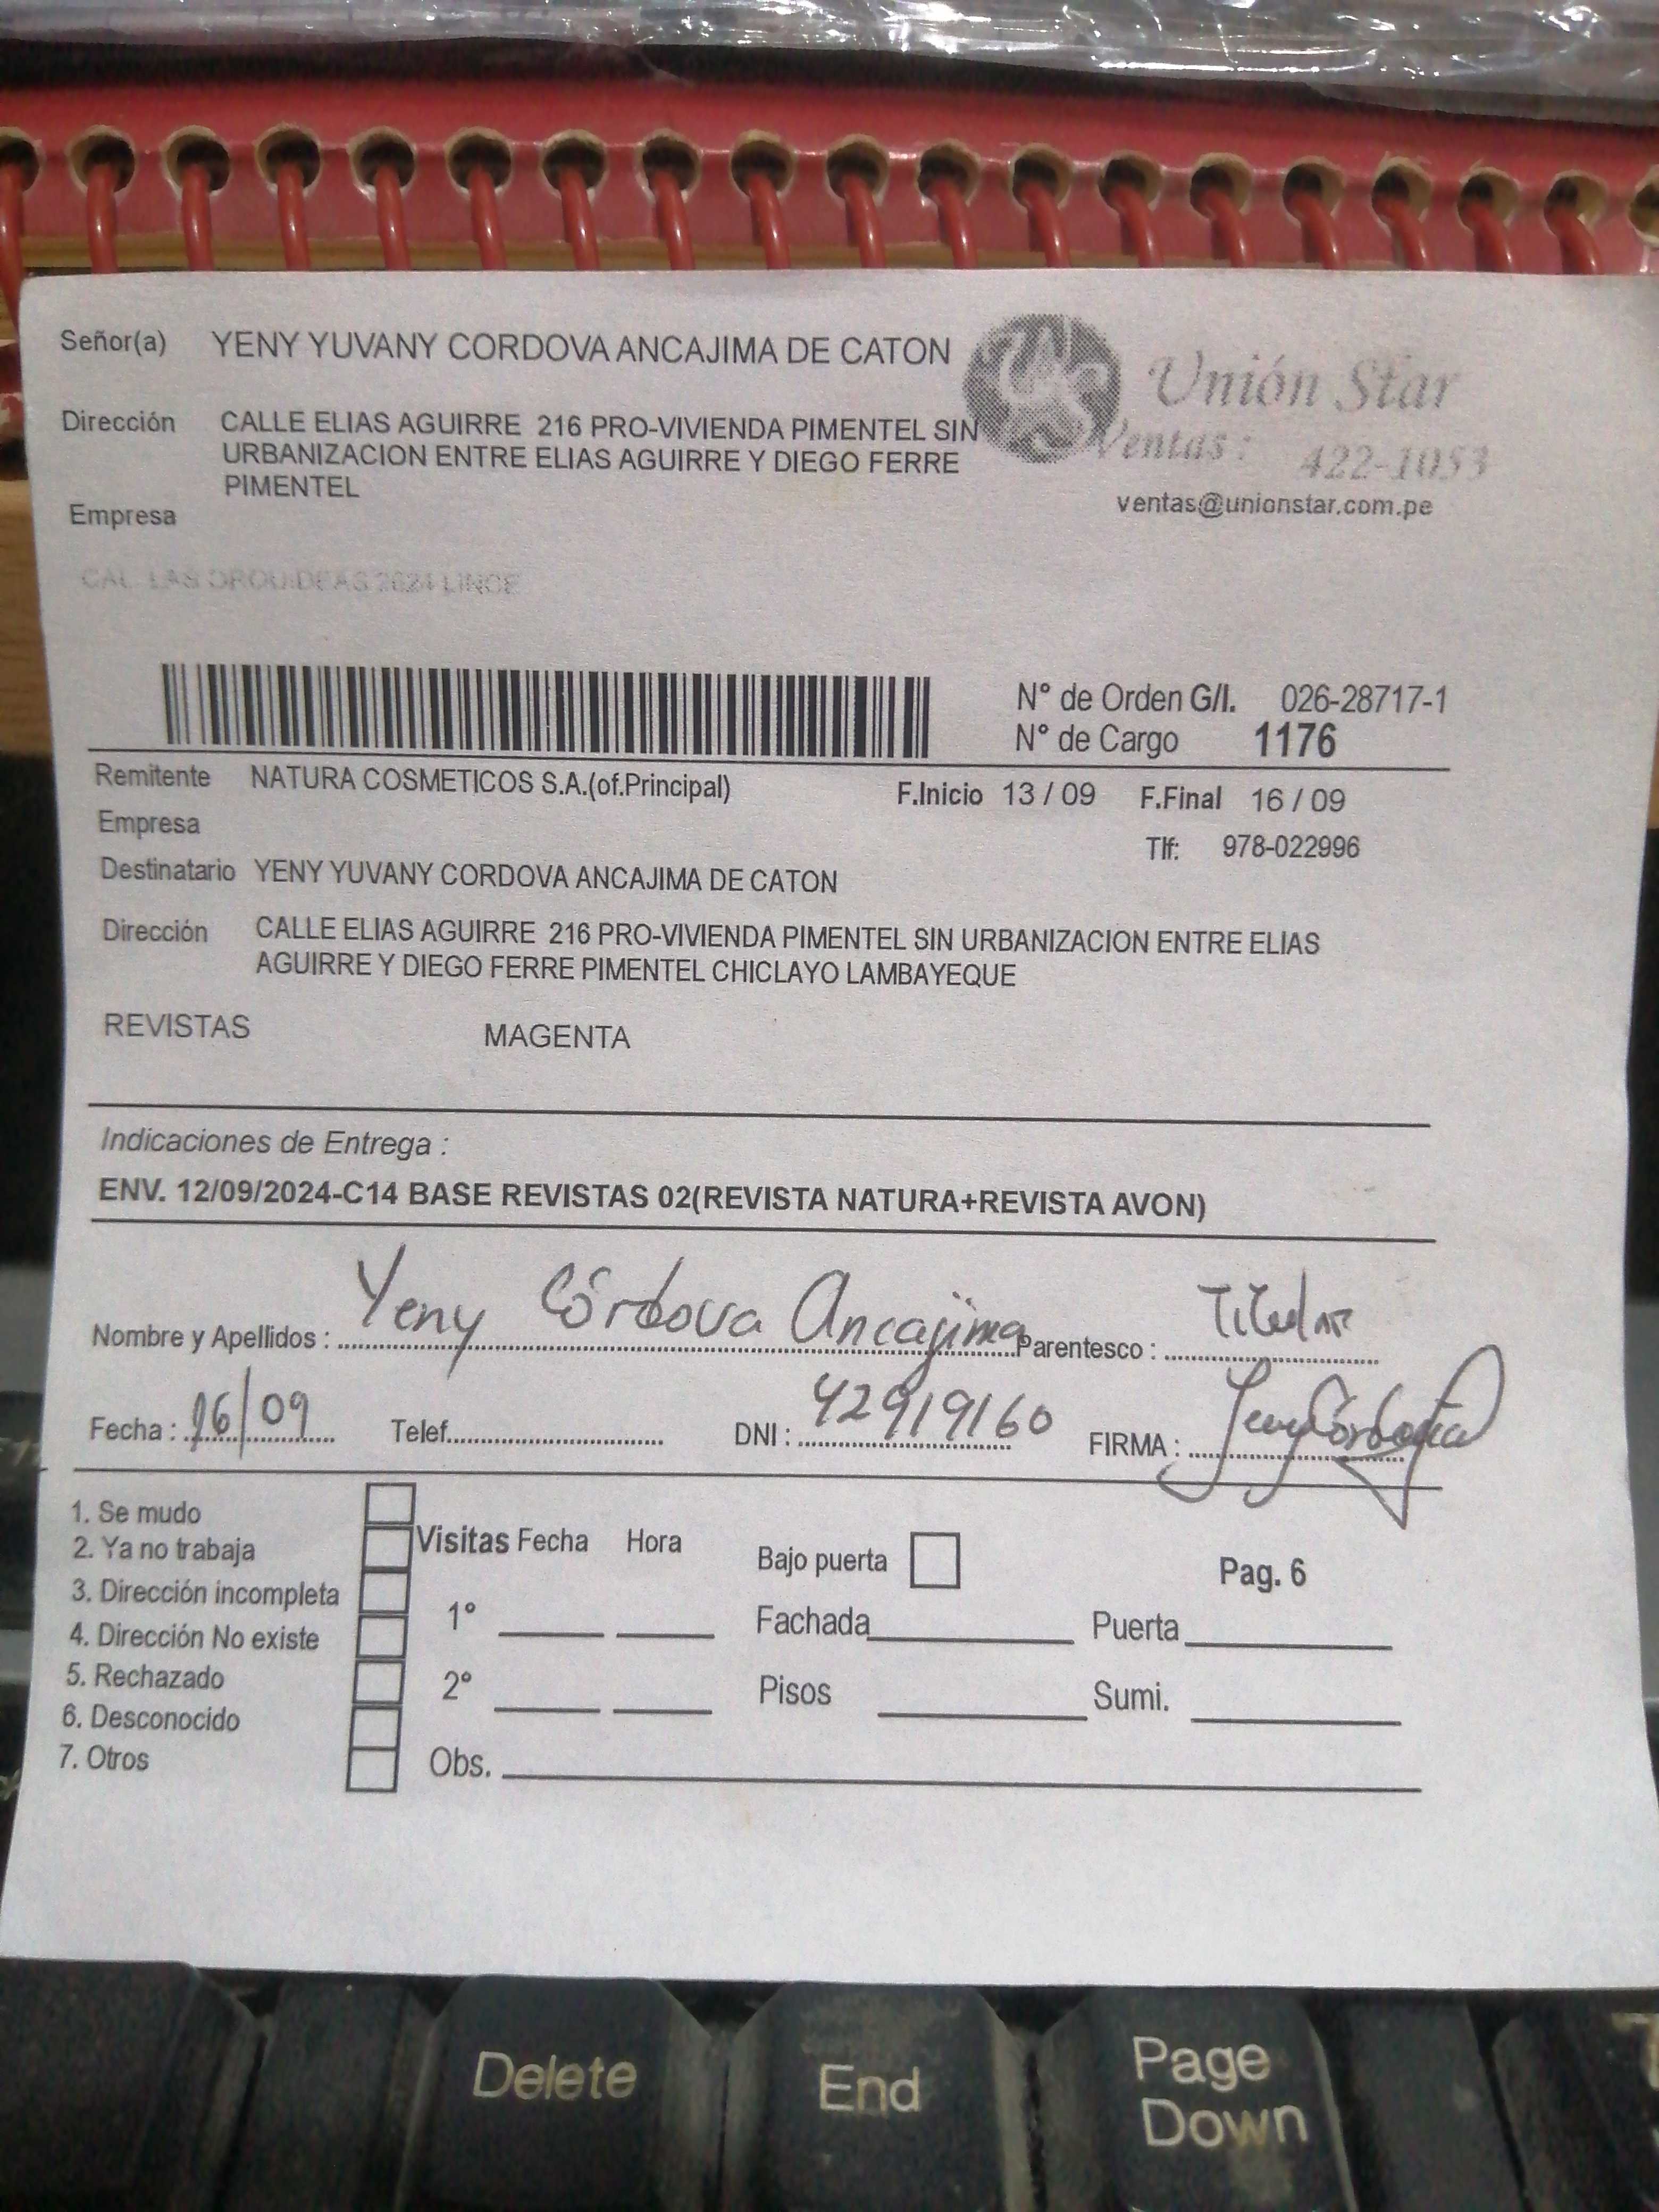 Señor(a) YENY YUVANY CORDOVA ANCAJIMA DE CATON
Unión Star
Dirección CALLE ELIAS AGUIRRE 216 PRO-VIVIENDA PIMENTEL SIN
URBANIZACION ENTRE ELIAS AGUIRRE Y DIEGO FERRE
PIMENTEL
Ventas: 422-1053
ventas@unionstar.com.pe
Empresa
CAL. LAS ORQUIDEAS 2624 LINCE
N° de Orden G/I. 026-28717-1
N° de Cargo 1176
Remitente NATURA COSMETICOS S.A.(of.Principal) F.Inicio 13 / 09 F.Final 16 / 09
Empresa
Tlf: 978-022996
Destinatario YENY YUVANY CORDOVA ANCAJIMA DE CATON
Dirección CALLE ELIAS AGUIRRE 216 PRO-VIVIENDA PIMENTEL SIN URBANIZACION ENTRE ELIAS
AGUIRRE Y DIEGO FERRE PIMENTEL CHICLAYO LAMBAYEQUE
REVISTAS MAGENTA
Indicaciones de Entrega :
ENV. 12/09/2024-C14 BASE REVISTAS 02(REVISTA NATURA+REVISTA AVON)
Nombre y Apellidos : Yeny Córdova Ancajima Parentesco : Titular
Fecha : 16/09 Telef. DNI : 42919160 FIRMA : Yeny Córdova
1. Se mudo
2. Ya no trabaja
3. Dirección incompleta
4. Dirección No existe
5. Rechazado
6. Desconocido
7. Otros
Visitas Fecha Hora Bajo puerta Pag. 6
1° Fachada Puerta
2° Pisos Sumi.
Obs.
Delete
End
Page
Down